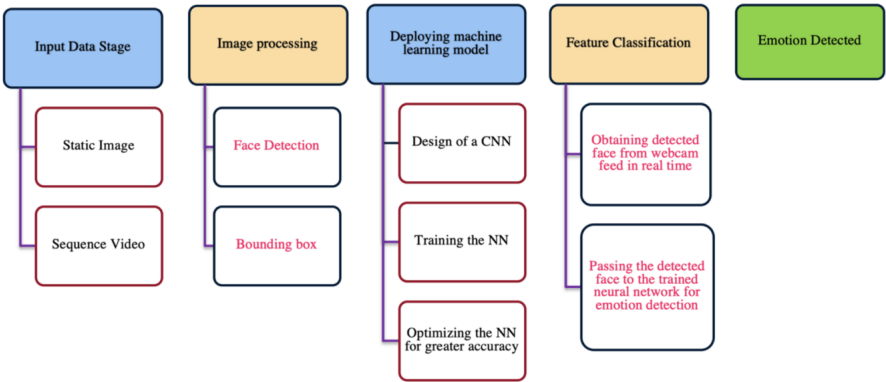 Input Data Stage
Static Image
Sequence Video
Image processing
Face Detection
Bounding box
Deploying machine
learning model
Design of a CNN
Training the NN
Optimizing the NN
for greater accuracy
Feature Classification
Obtaining detected
face from webcam
feed in real time
Passing the detected
face to the trained
neural network for
emotion detection
Emotion Detected